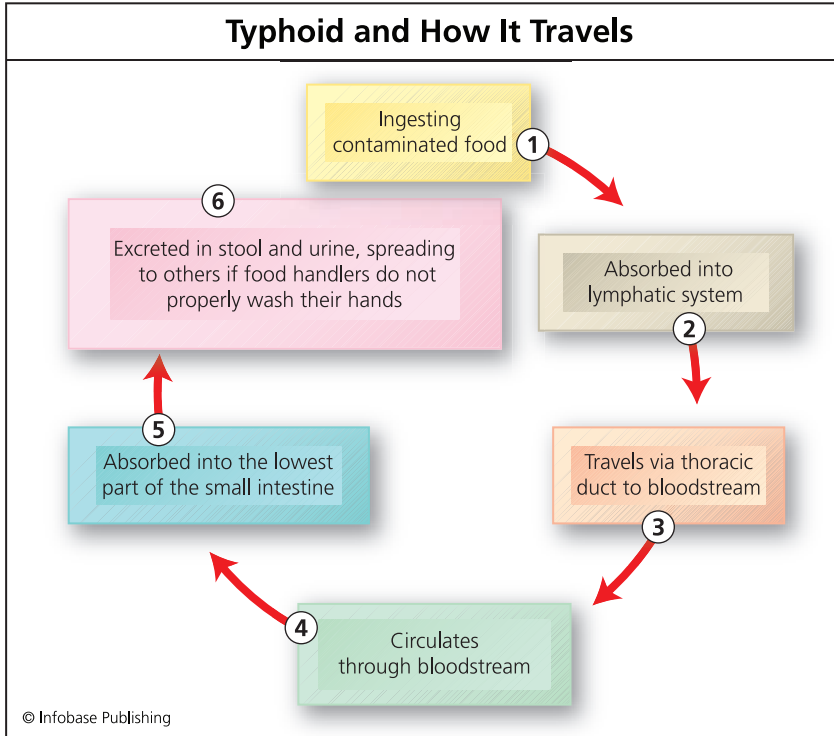 Typhoid and How It Travels
Ingesting
contaminated food
1
Absorbed into
lymphatic system
2
Travels via thoracic
duct to bloodstream
3
Circulates
through bloodstream
4
Absorbed into the lowest
part of the small intestine
5
6
Excreted in stool and urine, spreading
to others if food handlers do not
properly wash their hands
© Infobase Publishing